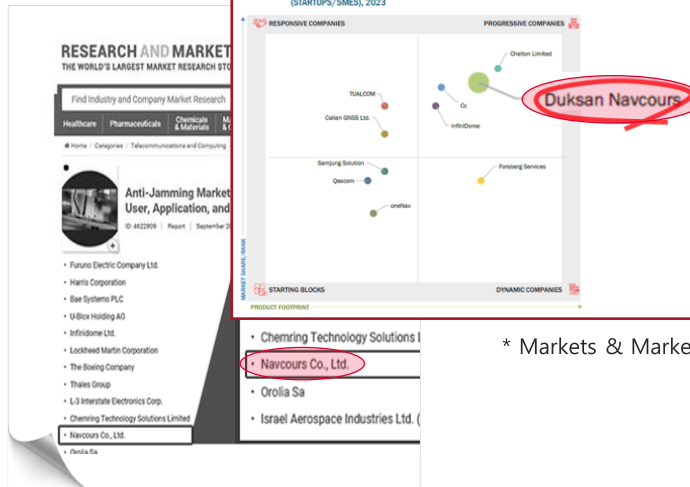 (STARTUPS/SMES), 2023
RESPONSIVE COMPANIES
PROGRESSIVE COMPANIES
Chelton Limited
Duksan Navcours
TUALCOM
Calian GNSS Ltd.
InfiniDome
Samjung Solution
Qascom
Forsberg Services
oneNav
STARTING BLOCKS
DYNAMIC COMPANIES
MARKET SHARE/RANK
PRODUCT FOOTPRINT
RESEARCH AND MARKET
THE WORLD'S LARGEST MARKET RESEARCH STO
Find Industry and Company Market Research
Healthcare
Pharmaceuticals
Chemicals
& Materials
Home / Categories / Telecommunications and Computing
Anti-Jamming Market
User, Application, and
ID: 4622909 | Report | September
• Furuno Electric Company Ltd.
• Harris Corporation
• Bae Systems PLC
• U-Blox Holding AG
• Infinidome Ltd.
• Lockheed Martin Corporation
• The Boeing Company
• Thales Group
• L-3 Interstate Electronics Corp.
• Chemring Technology Solutions Limited
• Navcours Co., Ltd.
• Orolia Sa
• Chemring Technology Solutions
• Navcours Co., Ltd.
• Orolia Sa
• Israel Aerospace Industries Ltd. (
* Markets & Marke